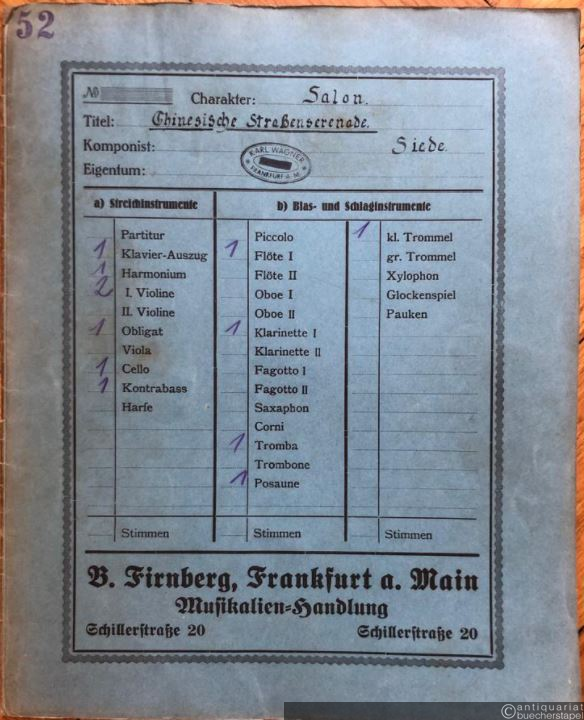 52
№
Charakter: Salon.
Titel: Chinesische Straßenserenade.
Komponist: Siede
Eigentum:
KARL WAGNER
FRANKFURT A. M.
a) Streichinstrumente
Partitur
1 Klavier-Auszug
1 Harmonium
2 I. Violine
II. Violine
1 Obligat
Viola
1 Cello
1 Kontrabass
Harfe
Stimmen
b) Blas- und Schlaginstrumente
Piccolo
1 Flöte I
Flöte II
Oboe I
Oboe II
1 Klarinette I
Klarinette II
Fagotto I
Fagotto II
Saxaphon
Corni
1 Tromba
Trombone
1 Posaune
Stimmen
1 kl. Trommel
gr. Trommel
Xylophon
Glockenspiel
Pauken
Stimmen
B. Firnberg, Frankfurt a. Main
Musikalien-Handlung
Schillerstraße 20 Schillerstraße 20
©antiquariat
buecherstapel